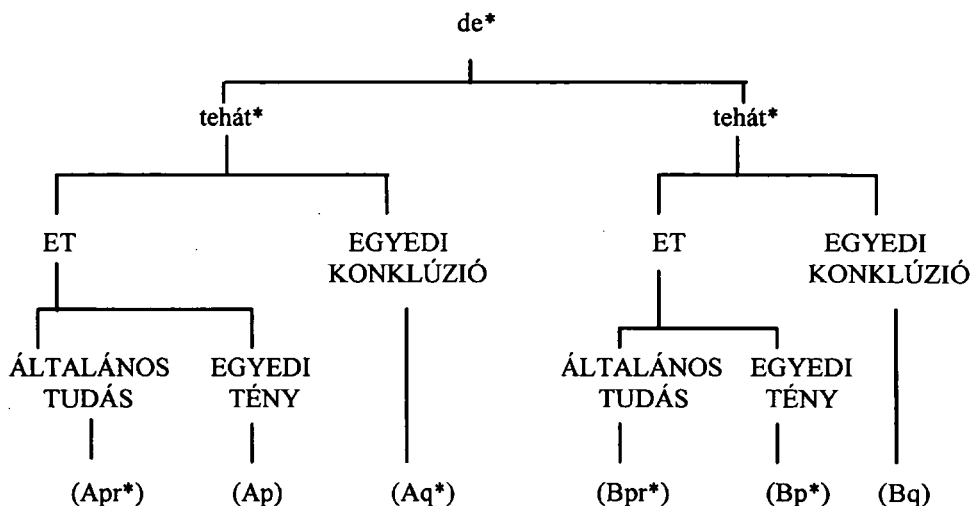 de*
tehát* tehát*
ET EGYEDI KONKLÚZIÓ ET EGYEDI KONKLÚZIÓ
ÁLTALÁNOS TUDÁS EGYEDI TÉNY ÁLTALÁNOS TUDÁS EGYEDI TÉNY
(Apr*) (Ap) (Aq*) (Bpr*) (Bp*) (Bq)